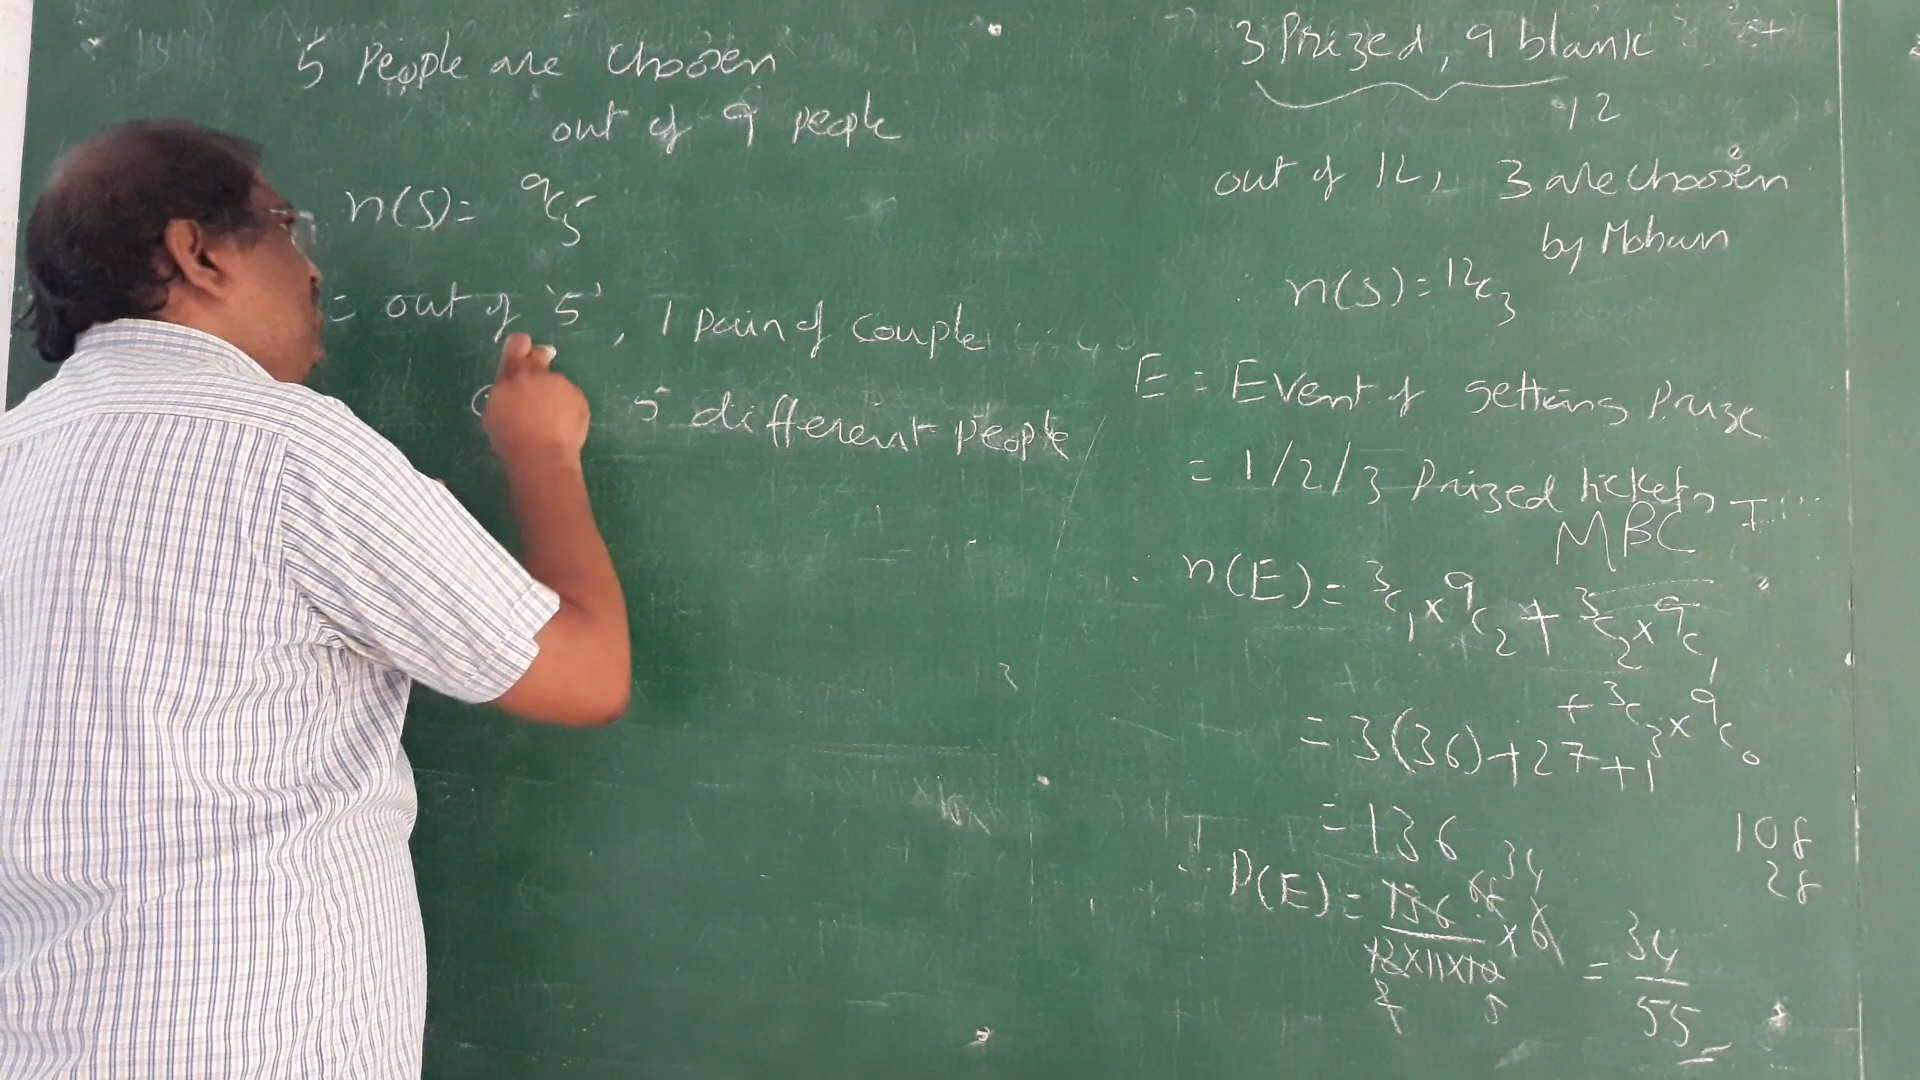 5 People are choosen
out of 9 people
n(S) = 9c5
= out of '5', 1 pair of couple
5 different people
3 Prized, 9 blank
12
out of 12, 3 are choosen
by Mohan
n(S) = 12c3
E = Event of getting Prize
= 1/2/3 Prized tickets
MBC
n(E) = 3c1 x 9c2 + 3c2 x 9c1
+ 3c3 x 9c0
= 3(36) + 27 + 1
= 136
108
28
34
68
P(E) = 136 x 6 = 34
12x11x10 55
5